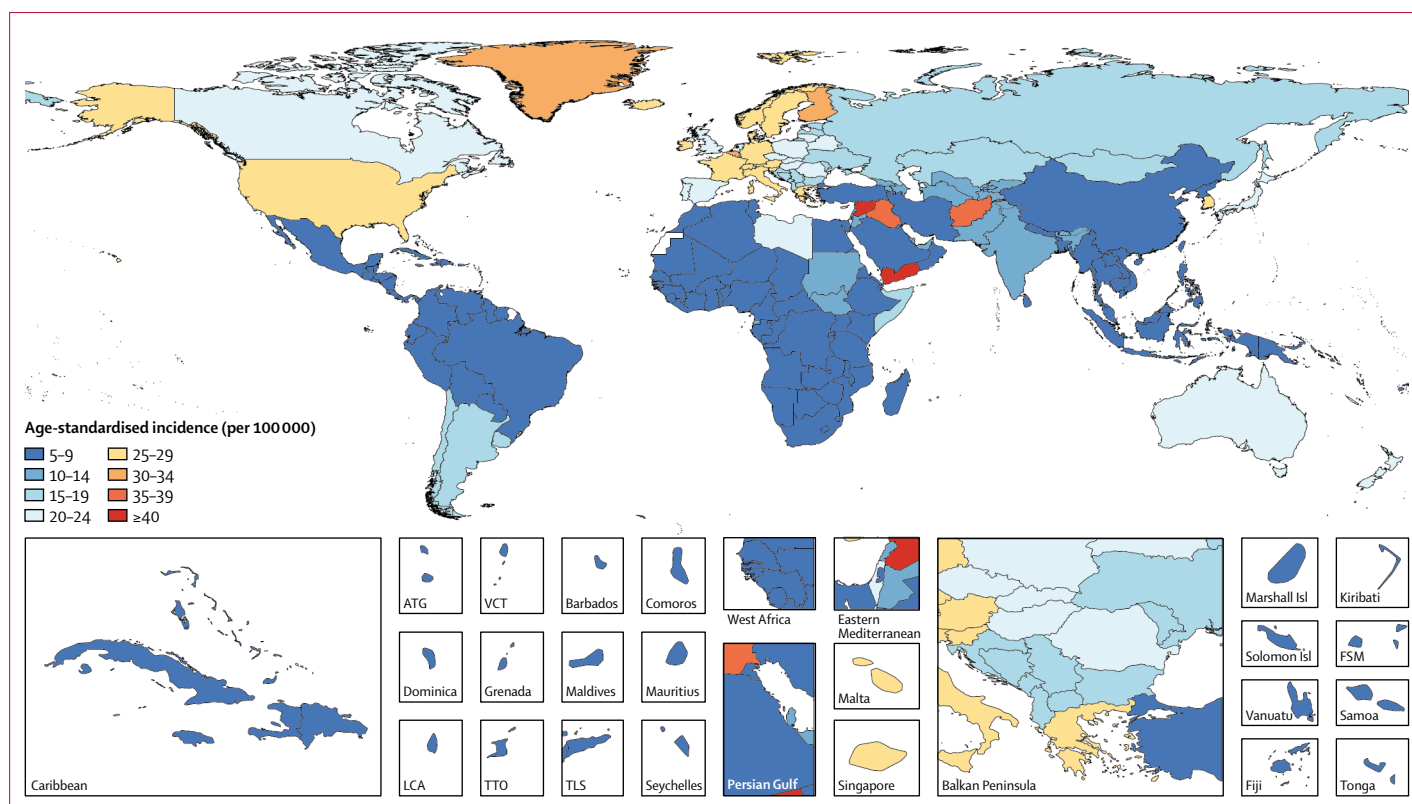 Age-standardised incidence (per 100 000)
5–9
10–14
15–19
20–24
25–29
30–34
35–39
≥40
Caribbean
ATG
VCT
Barbados
Comoros
Dominica
Grenada
Maldives
Mauritius
LCA
TTO
TLS
Seychelles
West Africa
Eastern
Mediterranean
Persian Gulf
Malta
Singapore
Balkan Peninsula
Marshall Isl
Kiribati
Solomon Isl
FSM
Vanuatu
Samoa
Fiji
Tonga